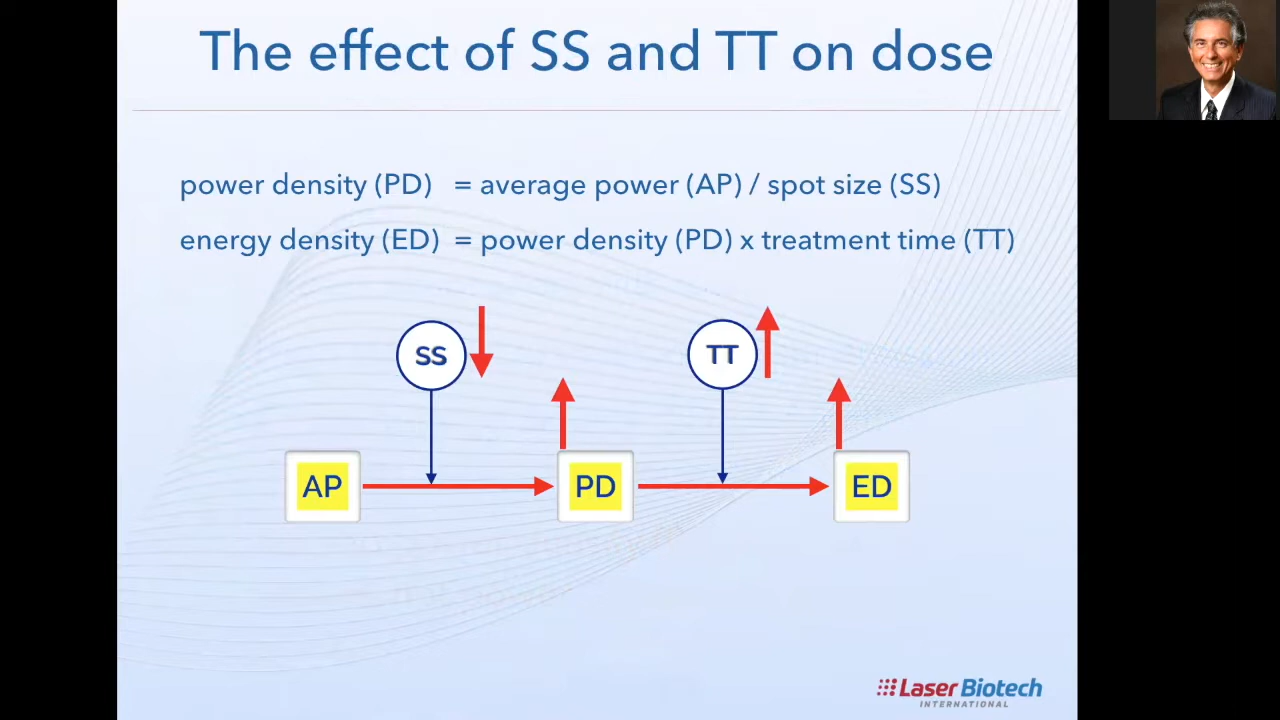 The effect of SS and TT on dose
power density (PD) = average power (AP) / spot size (SS)
energy density (ED) = power density (PD) x treatment time (TT)
SS
TT
AP
PD
ED
Laser Biotech
INTERNATIONAL